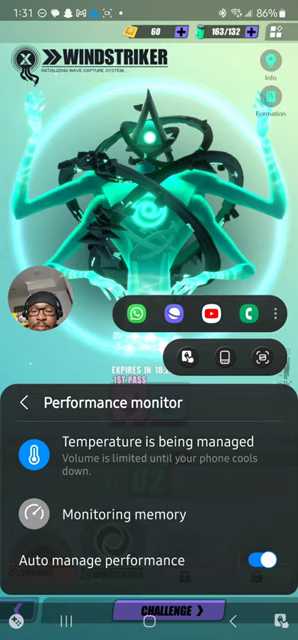 1:31
86%
60
163/132
WINDSTRIKER
INITIALIZING WAVE CAPTURE SYSTEM...
Info
Formation
EXPIRES IN 18
1ST PASS
Performance monitor
Temperature is being managed
Volume is limited until your phone cools
down.
Monitoring memory
Auto manage performance
CHALLENGE